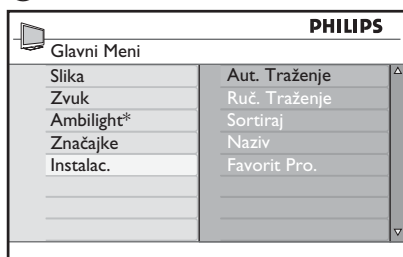 PHILIPS
Glavni Meni
Slika
Zvuk
Ambilight*
Značajke
Instalac.
Aut. Traženje
Ruč. Traženje
Sortiraj
Naziv
Favorit Pro.